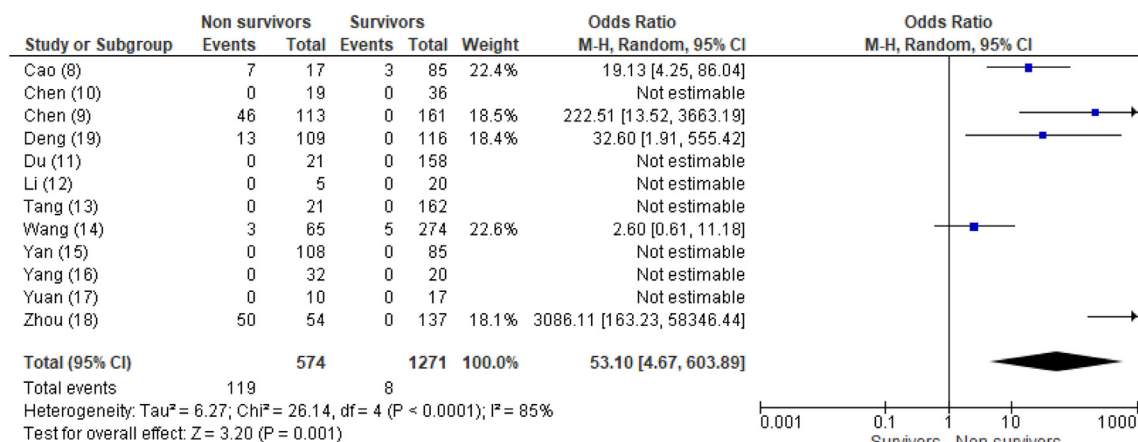 Non survivors Survivors Odds Ratio Odds Ratio
Study or Subgroup Events Total Events Total Weight M-H, Random, 95% CI M-H, Random, 95% CI
Cao (8) 7 17 3 85 22.4% 19.13 [4.25, 86.04]
Chen (10) 0 19 0 36 Not estimable
Chen (9) 46 113 0 161 18.5% 222.51 [13.52, 3663.19]
Deng (19) 13 109 0 116 18.4% 32.60 [1.91, 555.42]
Du (11) 0 21 0 158 Not estimable
Li (12) 0 5 0 20 Not estimable
Tang (13) 0 21 0 162 Not estimable
Wang (14) 3 65 5 274 22.6% 2.60 [0.61, 11.18]
Yan (15) 0 108 0 85 Not estimable
Yang (16) 0 32 0 20 Not estimable
Yuan (17) 0 10 0 17 Not estimable
Zhou (18) 50 54 0 137 18.1% 3086.11 [163.23, 58346.44]
Total (95% CI) 574 1271 100.0% 53.10 [4.67, 603.89]
Total events 119 8
Heterogeneity: Tau² = 6.27; Chi² = 26.14, df = 4 (P < 0.0001); I² = 85%
Test for overall effect: Z = 3.20 (P = 0.001)
0.001 0.1 1 10 1000
Survivors Non survivors